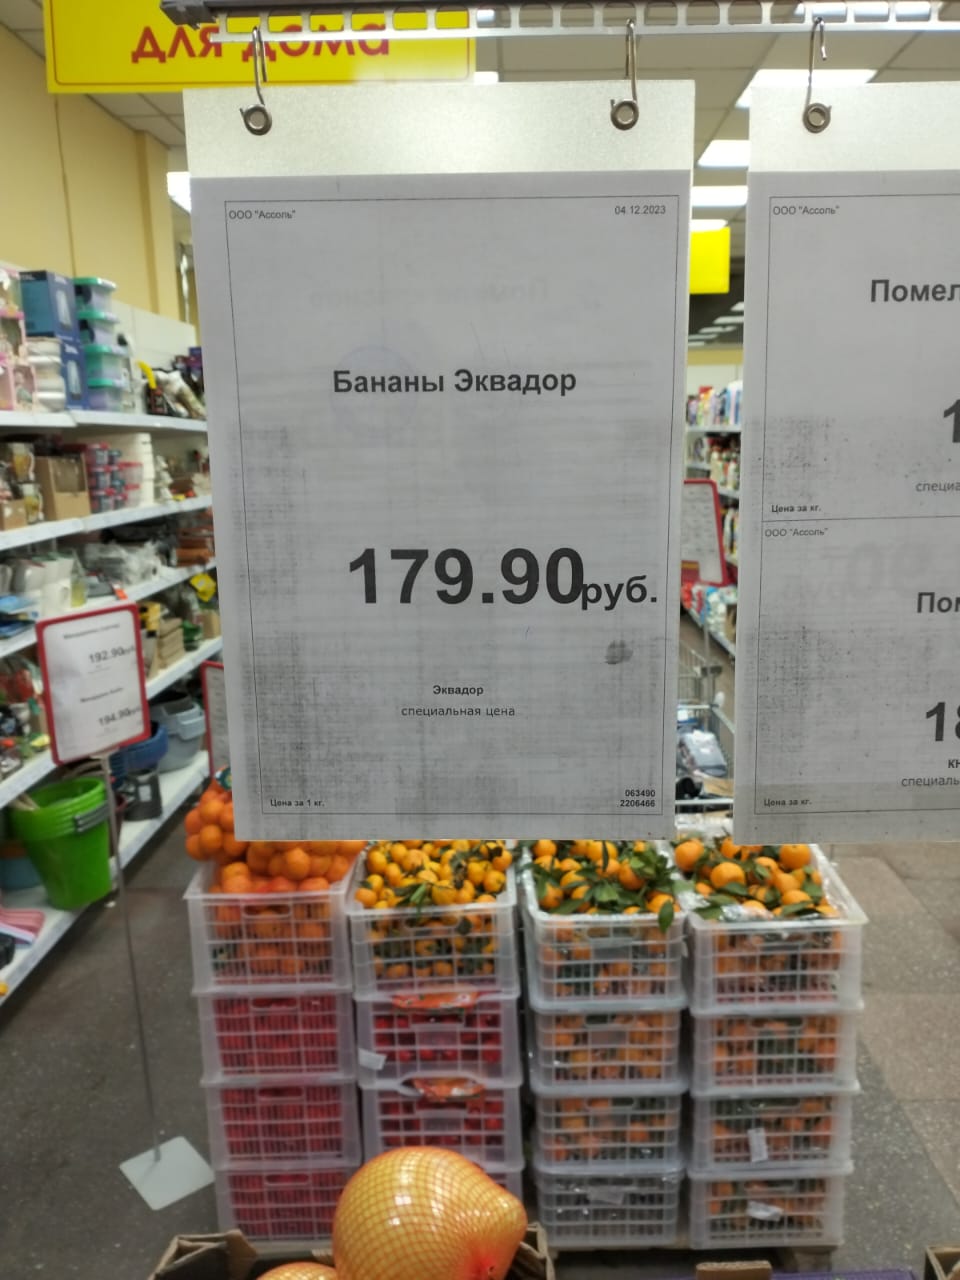 для дома
ООО "Ассоль"
04.12.2023
Бананы Эквадор
179.90руб.
Эквадор
специальная цена
Цена за 1 кг.
063490
2206466
ООО "Ассоль"
Помел
1
специа
Цена за кг.
ООО "Ассоль"
Пом
18
специаль
Цена за кг.
192.90
194.90